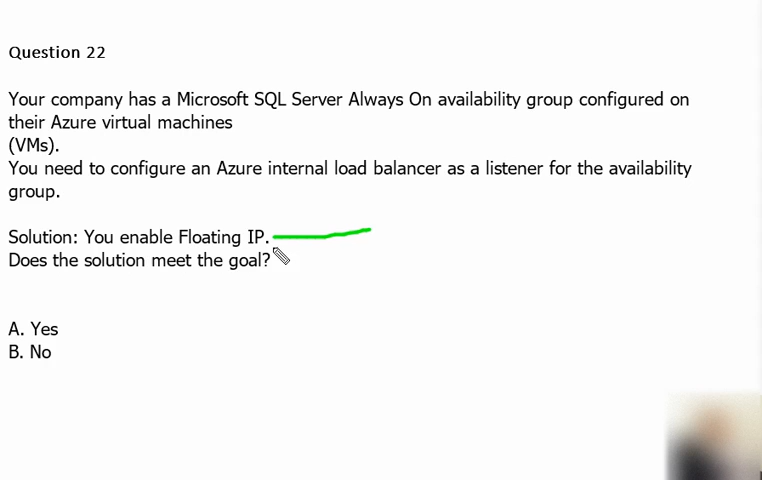 Question 22
Your company has a Microsoft SQL Server Always On availability group configured on
their Azure virtual machines
(VMs).
You need to configure an Azure internal load balancer as a listener for the availability
group.
Solution: You enable Floating IP.
Does the solution meet the goal?
A. Yes
B. No